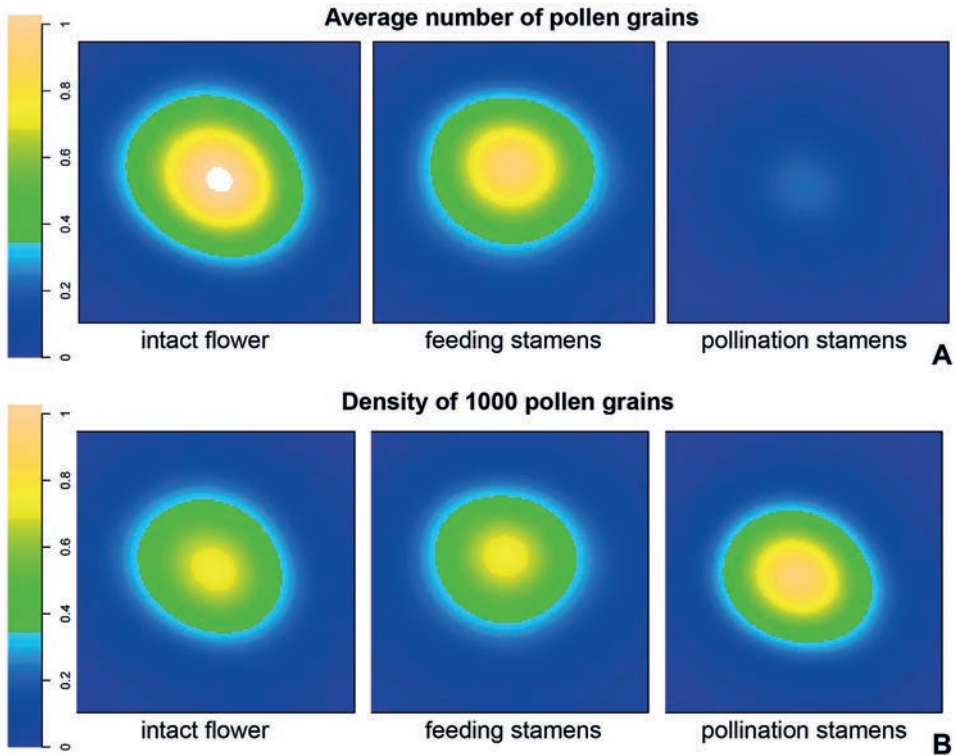 Average number of pollen grains
1
0.8
0.6
0.4
0.2
0
intact flower
feeding stamens
pollination stamens
A
Density of 1000 pollen grains
1
0.8
0.6
0.4
0.2
0
intact flower
feeding stamens
pollination stamens
B